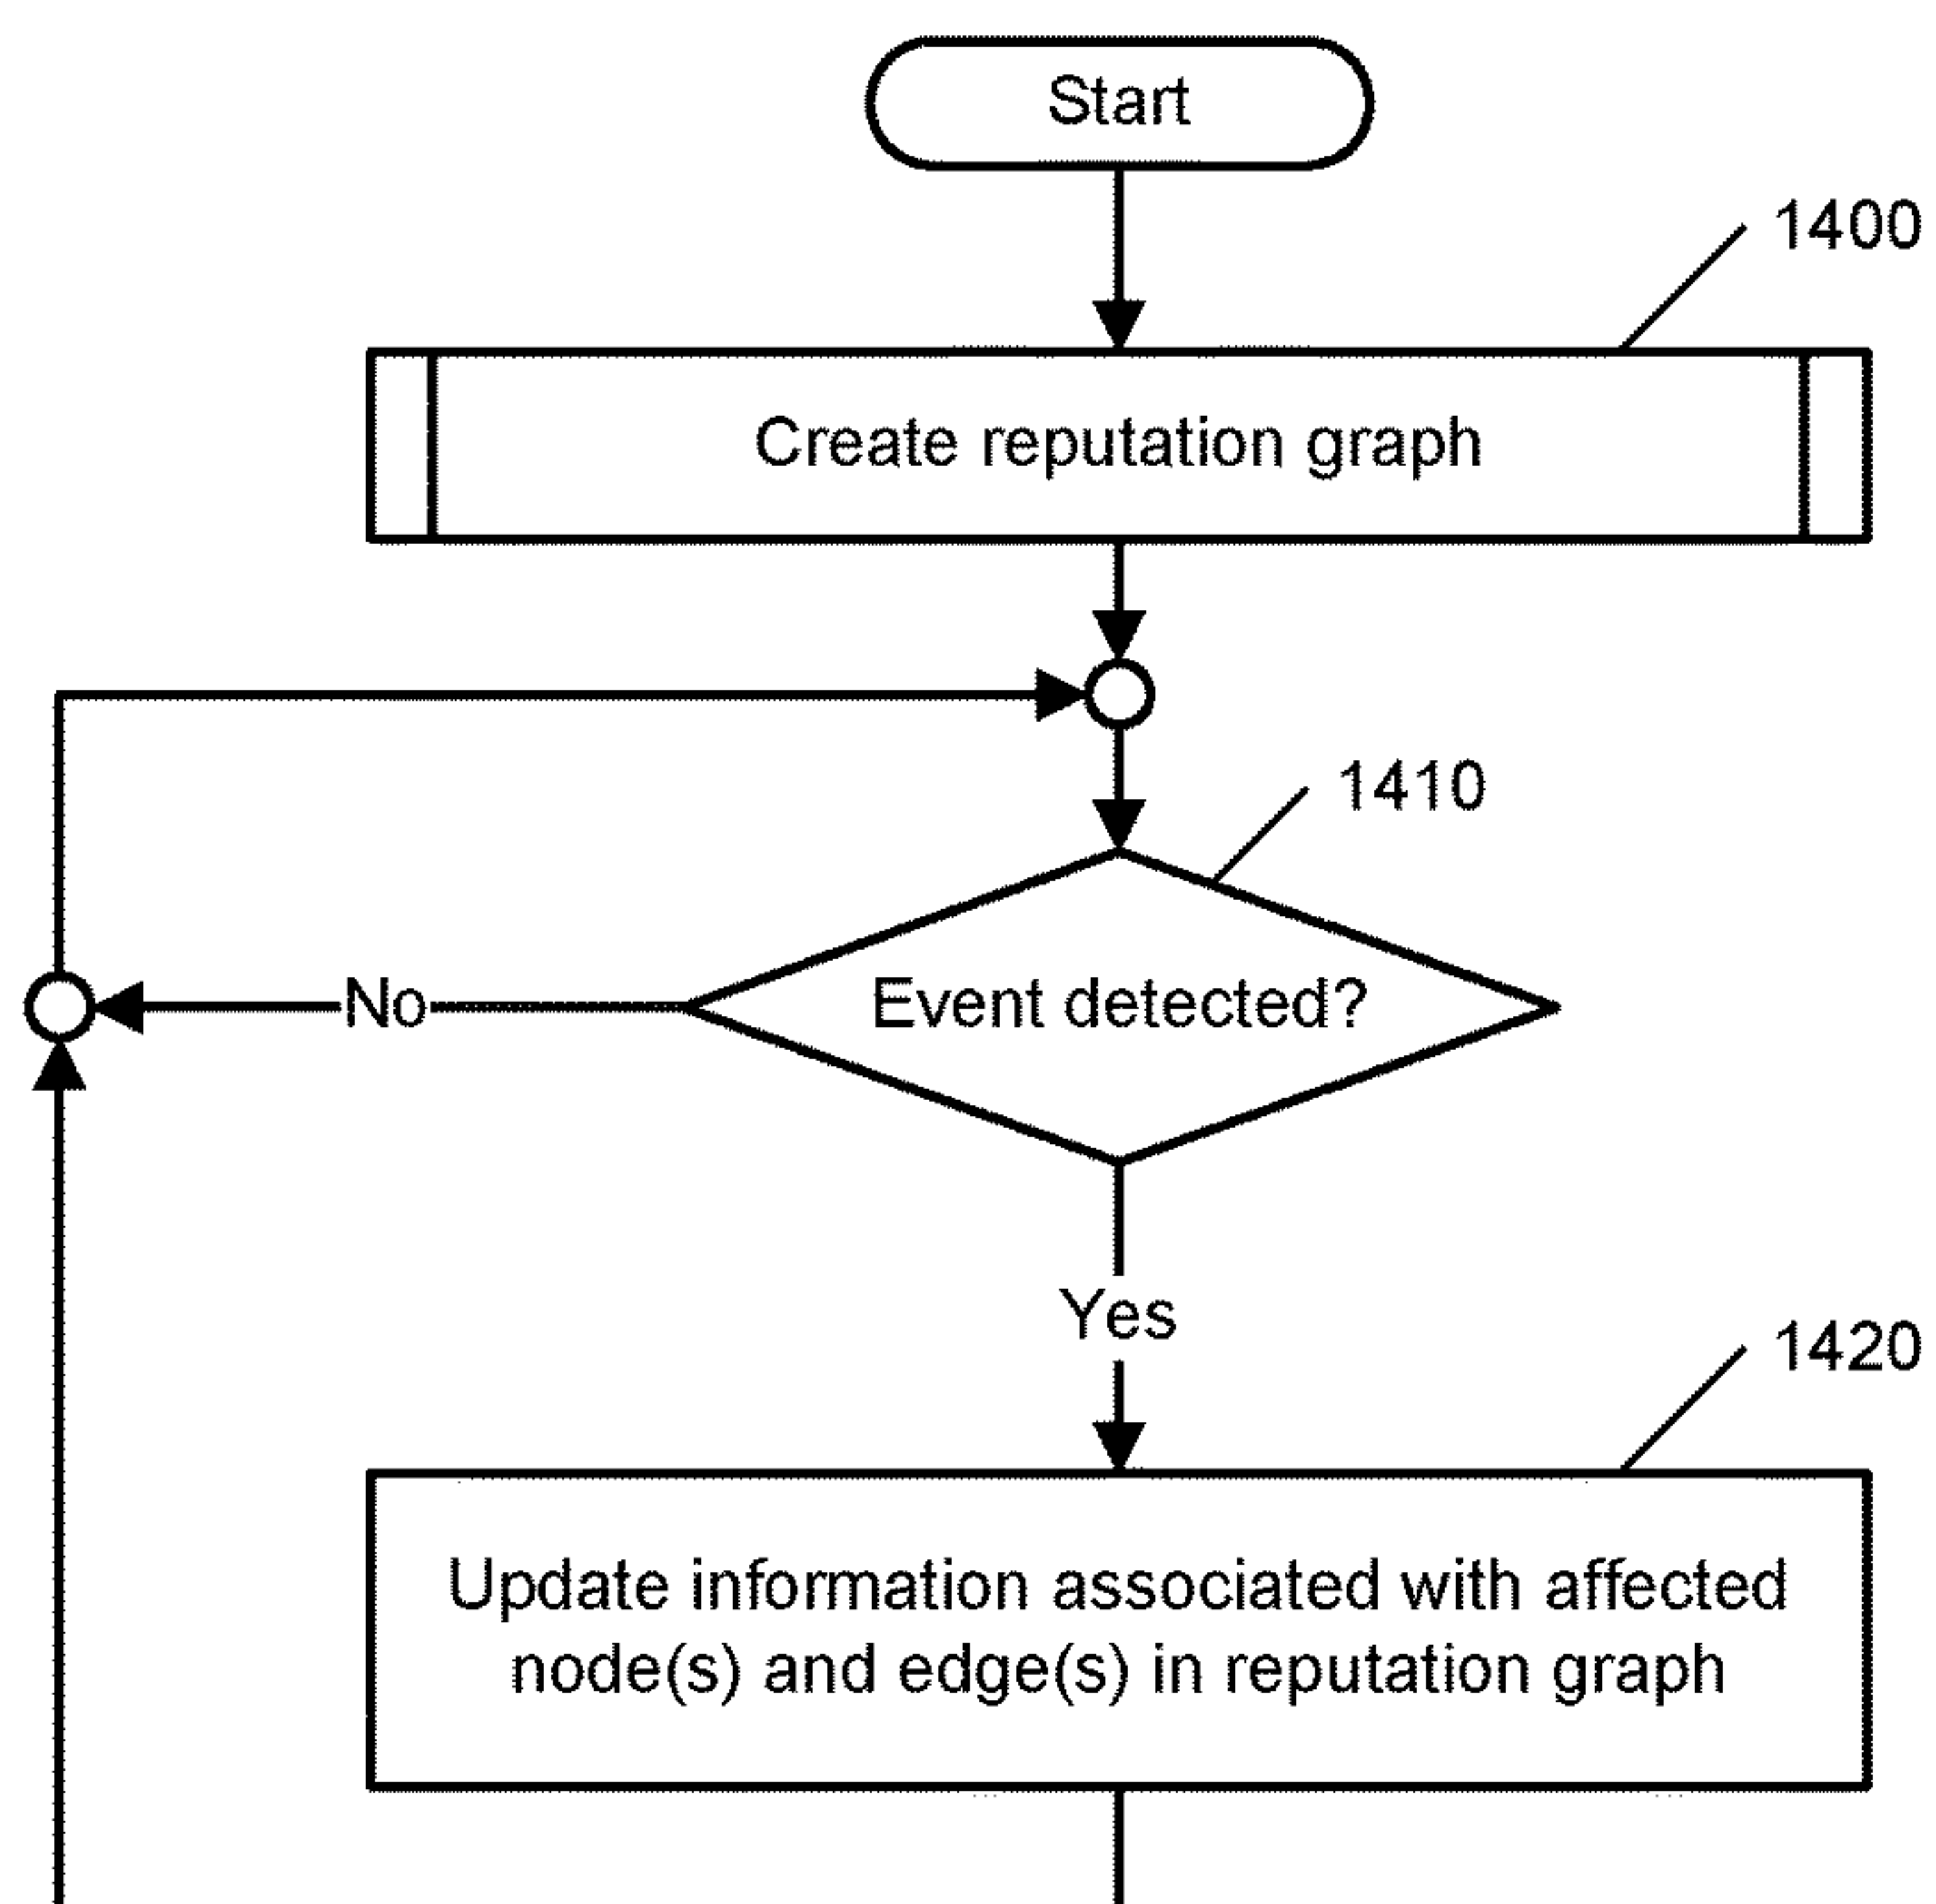 Start
1400
Create reputation graph
1410
Event detected?
No
Yes
1420
Update information associated with affected
node(s) and edge(s) in reputation graph